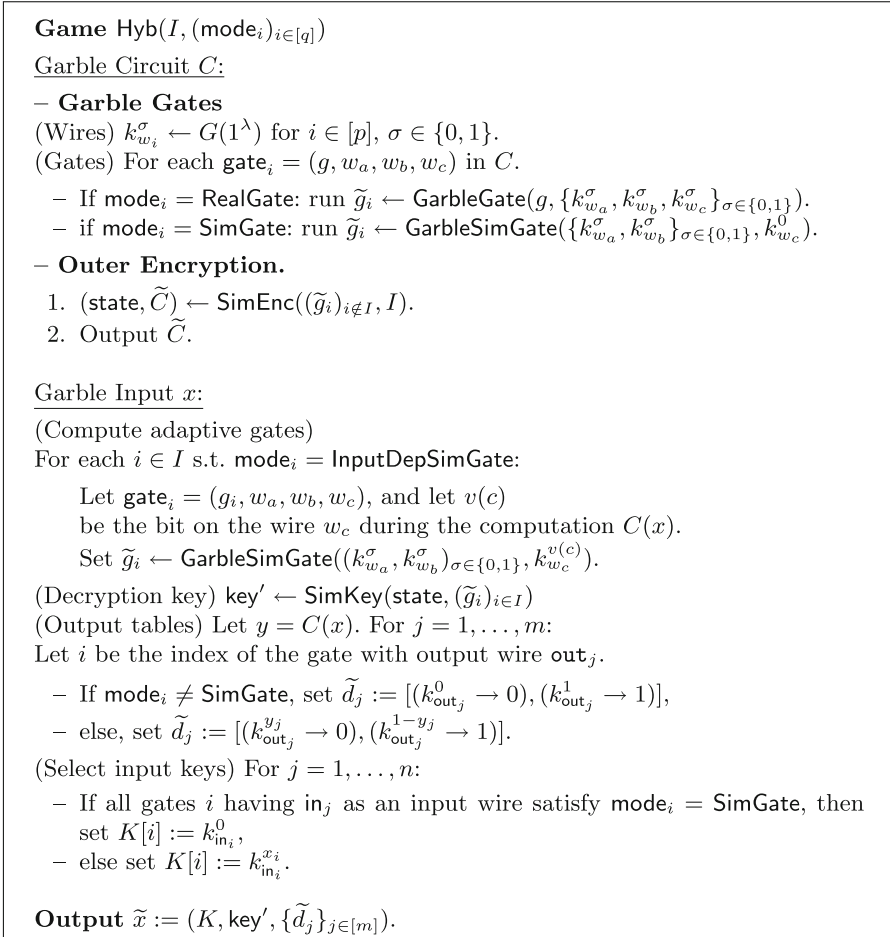 Game Hyb(I, (mode_i)_{i∈[q]})
Garble Circuit C:
– Garble Gates
(Wires) k^σ_{w_i} ← G(1^λ) for i ∈ [p], σ ∈ {0, 1}.
(Gates) For each gate_i = (g, w_a, w_b, w_c) in C.
– If mode_i = RealGate: run g̃_i ← GarbleGate(g, {k^σ_{w_a}, k^σ_{w_b}, k^σ_{w_c}}_{σ∈{0,1}}).
– if mode_i = SimGate: run g̃_i ← GarbleSimGate({k^σ_{w_a}, k^σ_{w_b}}_{σ∈{0,1}}, k^0_{w_c}).
– Outer Encryption.
1. (state, C̃) ← SimEnc((g̃_i)_{i∉I}, I).
2. Output C̃.
Garble Input x:
(Compute adaptive gates)
For each i ∈ I s.t. mode_i = InputDepSimGate:
Let gate_i = (g_i, w_a, w_b, w_c), and let v(c)
be the bit on the wire w_c during the computation C(x).
Set g̃_i ← GarbleSimGate((k^σ_{w_a}, k^σ_{w_b})_{σ∈{0,1}}, k^{v(c)}_{w_c}).
(Decryption key) key′ ← SimKey(state, (g̃_i)_{i∈I})
(Output tables) Let y = C(x). For j = 1, . . . , m:
Let i be the index of the gate with output wire out_j.
– If mode_i ≠ SimGate, set d̃_j := [(k^0_{out_j} → 0), (k^1_{out_j} → 1)],
– else, set d̃_j := [(k^{y_j}_{out_j} → 0), (k^{1−y_j}_{out_j} → 1)].
(Select input keys) For j = 1, . . . , n:
– If all gates i having in_j as an input wire satisfy mode_i = SimGate, then
set K[i] := k^0_{in_i},
– else set K[i] := k^{x_i}_{in_i}.
Output x̃ := (K, key′, {d̃_j}_{j∈[m]}).